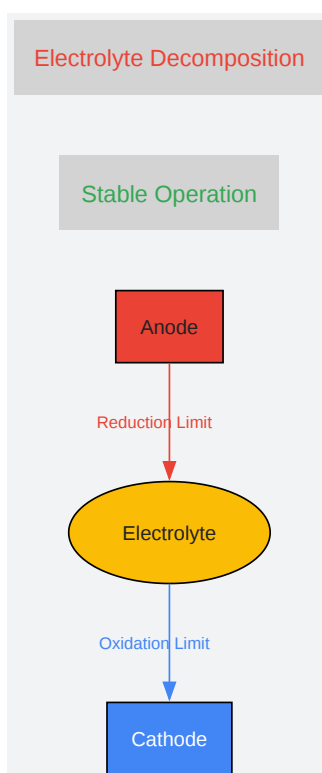 Electrolyte Decomposition
Stable Operation
Anode
Reduction Limit
Electrolyte
Oxidation Limit
Cathode